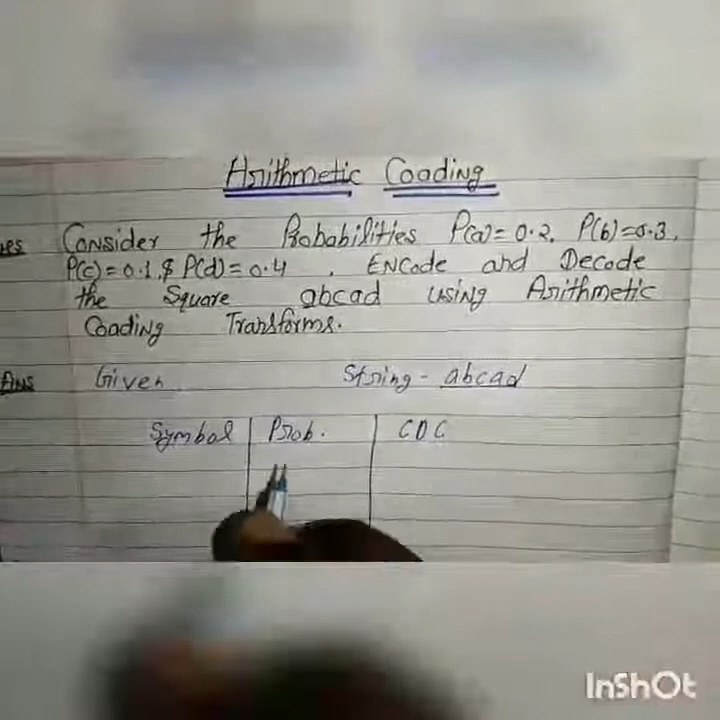 Arithmetic Coading
ues Consider the Probabilities P(a)=0.2, P(b)=0.3,
P(c)=0.1, & P(d)=0.4. ENCode and Decode
the Square abcad using Arithmetic
Coading Transforms.
Ans Given String - abcad
Symbol Prob. CDC
InShOt